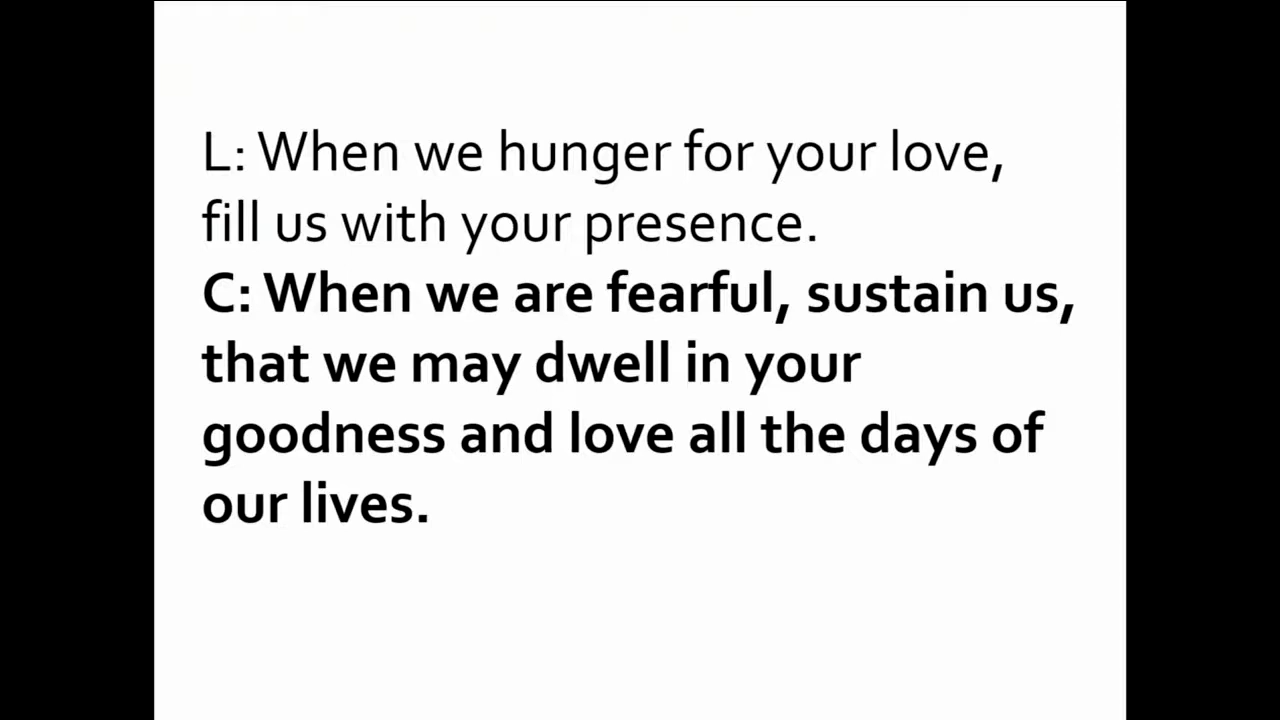 L: When we hunger for your love,
fill us with your presence.
C: When we are fearful, sustain us,
that we may dwell in your
goodness and love all the days of
our lives.